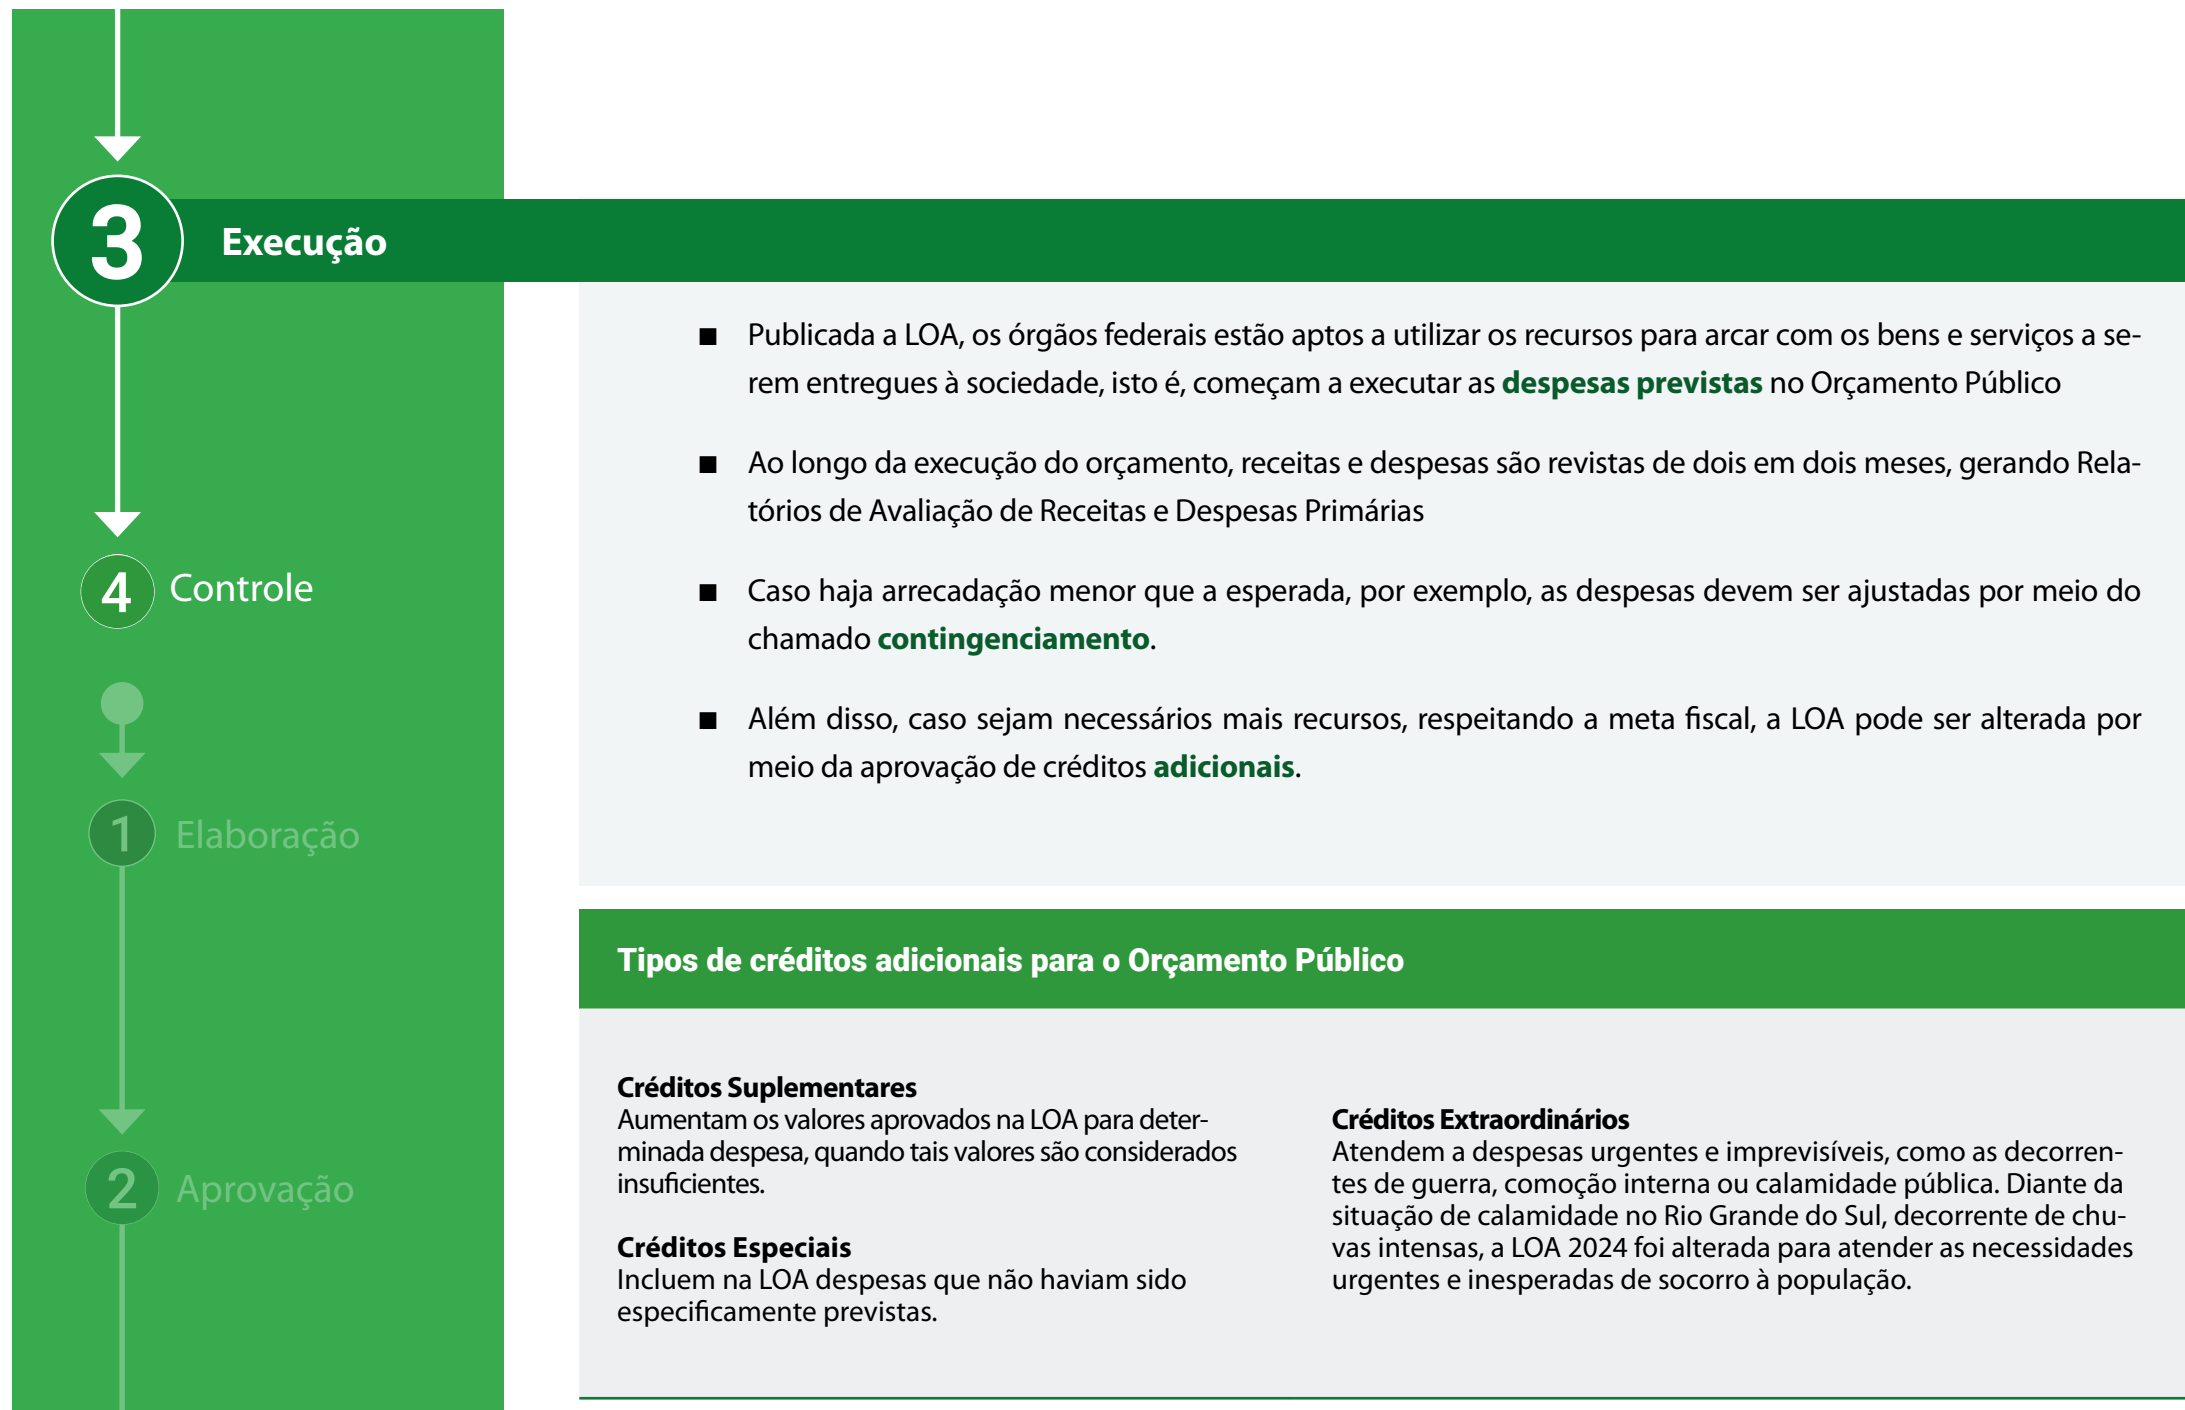 3
Execução
■ Publicada a LOA, os órgãos federais estão aptos a utilizar os recursos para arcar com os bens e serviços a se-
rem entregues à sociedade, isto é, começam a executar as despesas previstas no Orçamento Público
■ Ao longo da execução do orçamento, receitas e despesas são revistas de dois em dois meses, gerando Rela-
tórios de Avaliação de Receitas e Despesas Primárias
■ Caso haja arrecadação menor que a esperada, por exemplo, as despesas devem ser ajustadas por meio do
chamado contingenciamento.
■ Além disso, caso sejam necessários mais recursos, respeitando a meta fiscal, a LOA pode ser alterada por
meio da aprovação de créditos adicionais.
4 Controle
1 Elaboração
2 Aprovação
Tipos de créditos adicionais para o Orçamento Público
Créditos Suplementares
Aumentam os valores aprovados na LOA para deter-
minada despesa, quando tais valores são considerados
insuficientes.
Créditos Especiais
Incluem na LOA despesas que não haviam sido
especificamente previstas.
Créditos Extraordinários
Atendem a despesas urgentes e imprevisíveis, como as decorren-
tes de guerra, comoção interna ou calamidade pública. Diante da
situação de calamidade no Rio Grande do Sul, decorrente de chu-
vas intensas, a LOA 2024 foi alterada para atender as necessidades
urgentes e inesperadas de socorro à população.